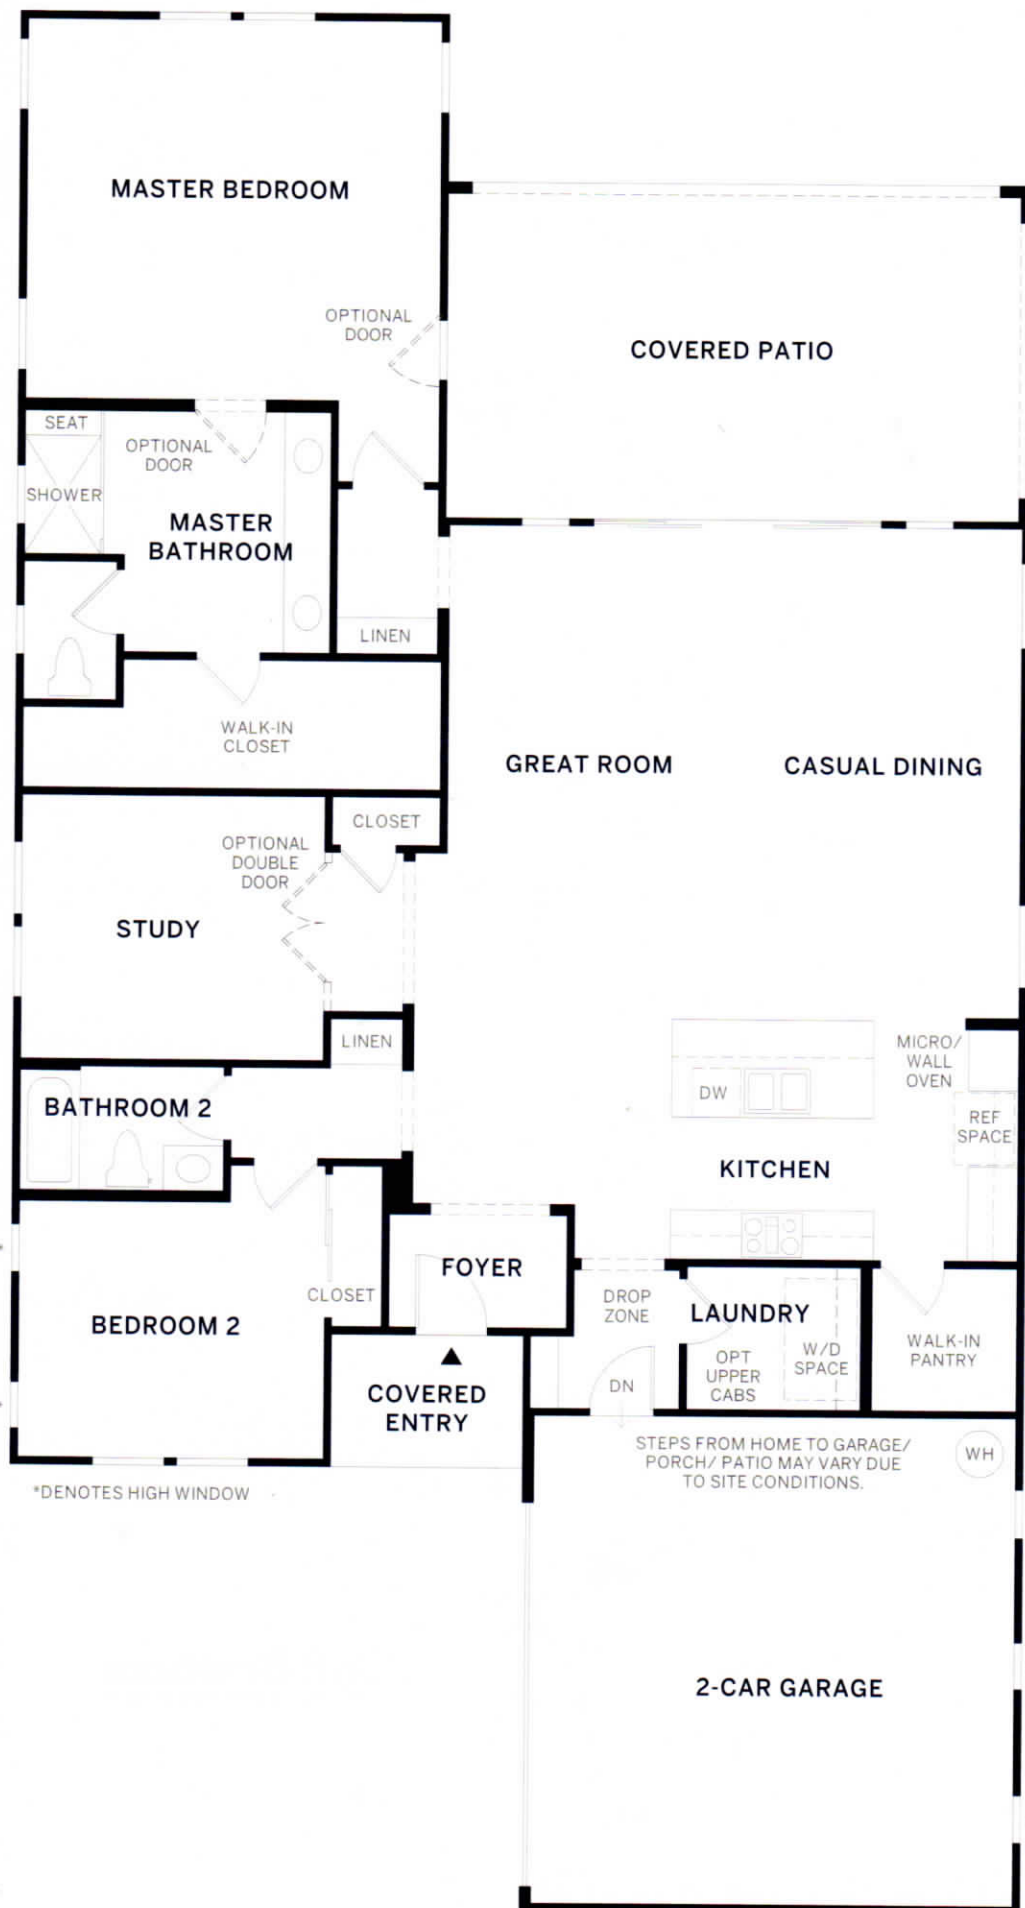 MASTER BEDROOM
OPTIONAL
DOOR
COVERED PATIO
SEAT
OPTIONAL
DOOR
SHOWER
MASTER
BATHROOM
LINEN
WALK-IN
CLOSET
GREAT ROOM
CASUAL DINING
CLOSET
OPTIONAL
DOUBLE
DOOR
STUDY
LINEN
MICRO/
WALL
OVEN
DW
BATHROOM 2
REF
SPACE
KITCHEN
FOYER
CLOSET
DROP
ZONE
LAUNDRY
BEDROOM 2
WALK-IN
PANTRY
W/D
SPACE
OPT
UPPER
CABS
DN
COVERED
ENTRY
STEPS FROM HOME TO GARAGE/
PORCH/ PATIO MAY VARY DUE
TO SITE CONDITIONS.
WH
*DENOTES HIGH WINDOW
2-CAR GARAGE